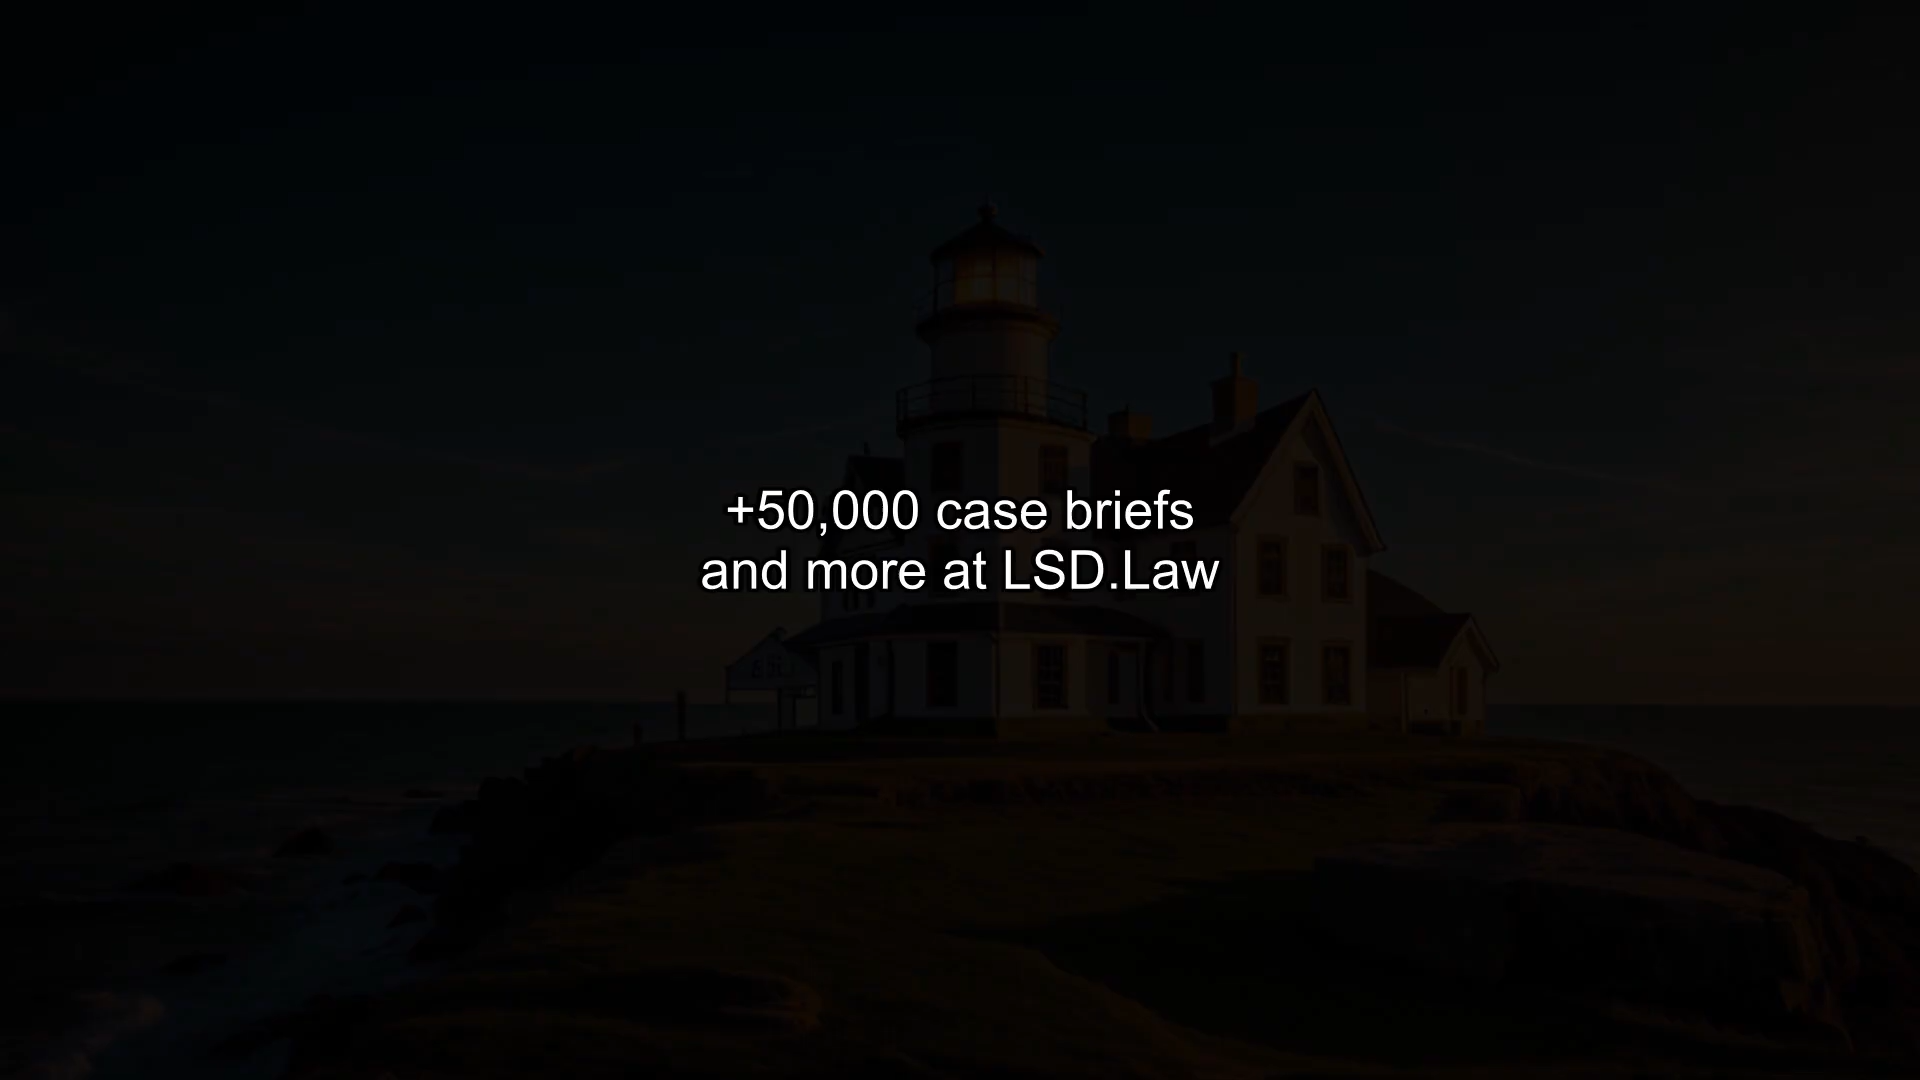 +50,000 case briefs
and more at LSD.Law